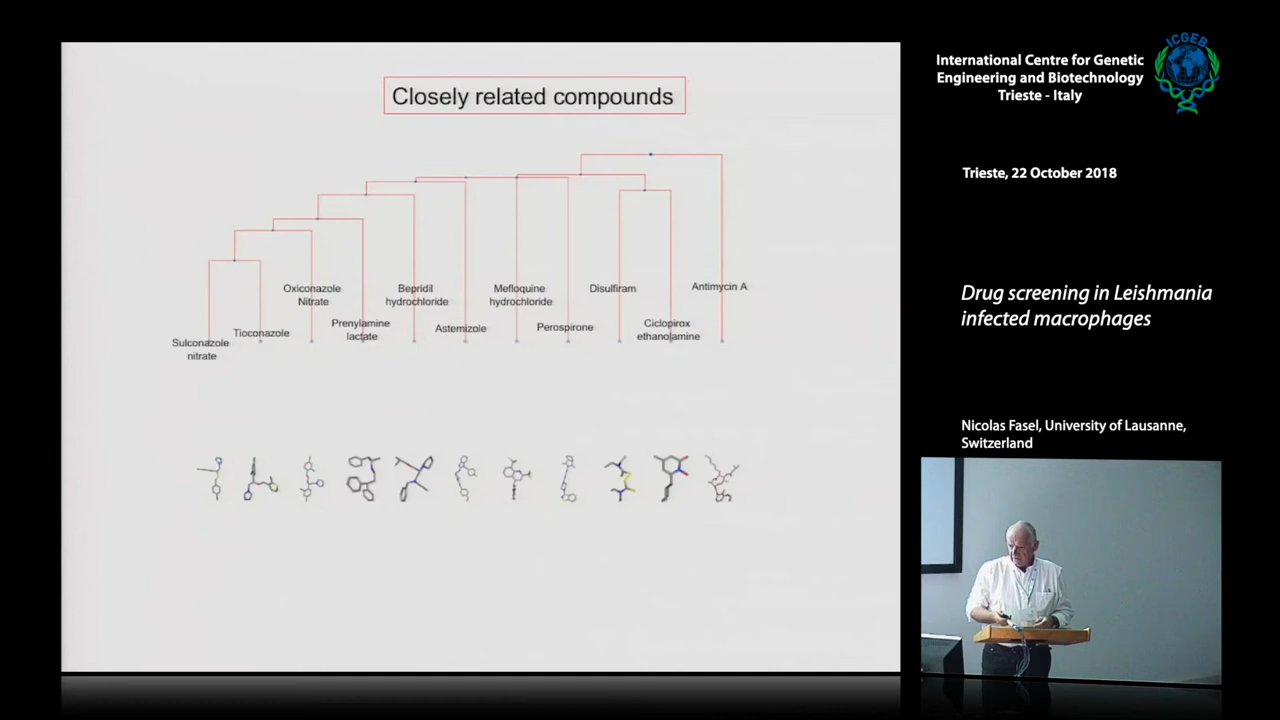 Closely related compounds
Oxiconazole
Nitrate
Bepridil
hydrochloride
Mefloquine
hydrochloride
Disulfiram
Antimycin A
Sulconazole
nitrate
Tioconazole
Prenylamine
lactate
Astemizole
Perospirone
Ciclopirox
ethanolamine
ICGEB
International Centre for Genetic
Engineering and Biotechnology
Trieste - Italy
Trieste, 22 October 2018
Drug screening in Leishmania
infected macrophages
Nicolas Fasel, University of Lausanne,
Switzerland